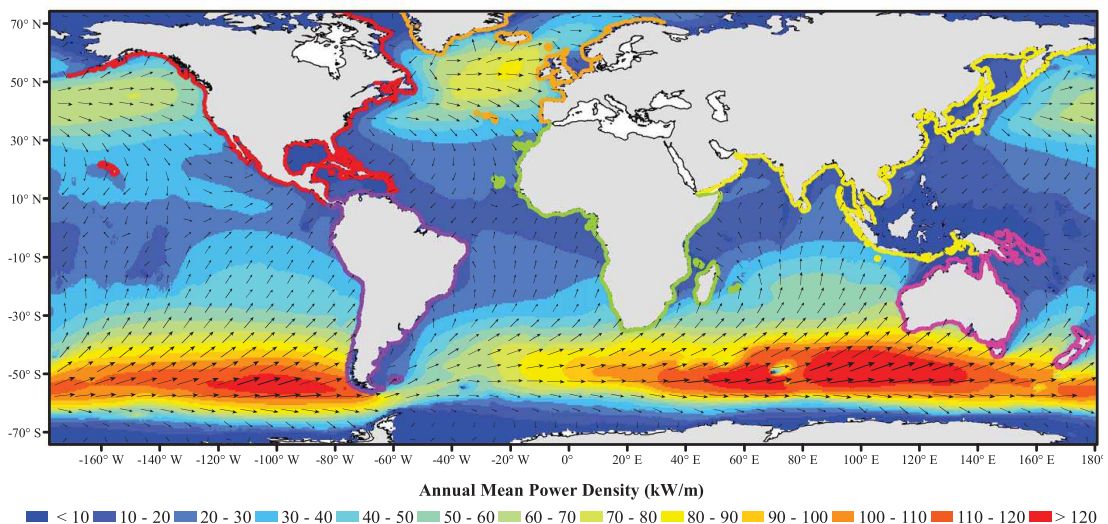 70° N
50° N
30° N
10° N
-10° S
-30° S
-50° S
-70° S
-160° W -140° W -120° W -100° W -80° W -60° W -40° W -20° W 0° 20° E 40° E 60° E 80° E 100° E 120° E 140° E 160° E 180°
Annual Mean Power Density (kW/m)
< 10 10 - 20 20 - 30 30 - 40 40 - 50 50 - 60 60 - 70 70 - 80 80 - 90 90 - 100 100 - 110 110 - 120 > 120